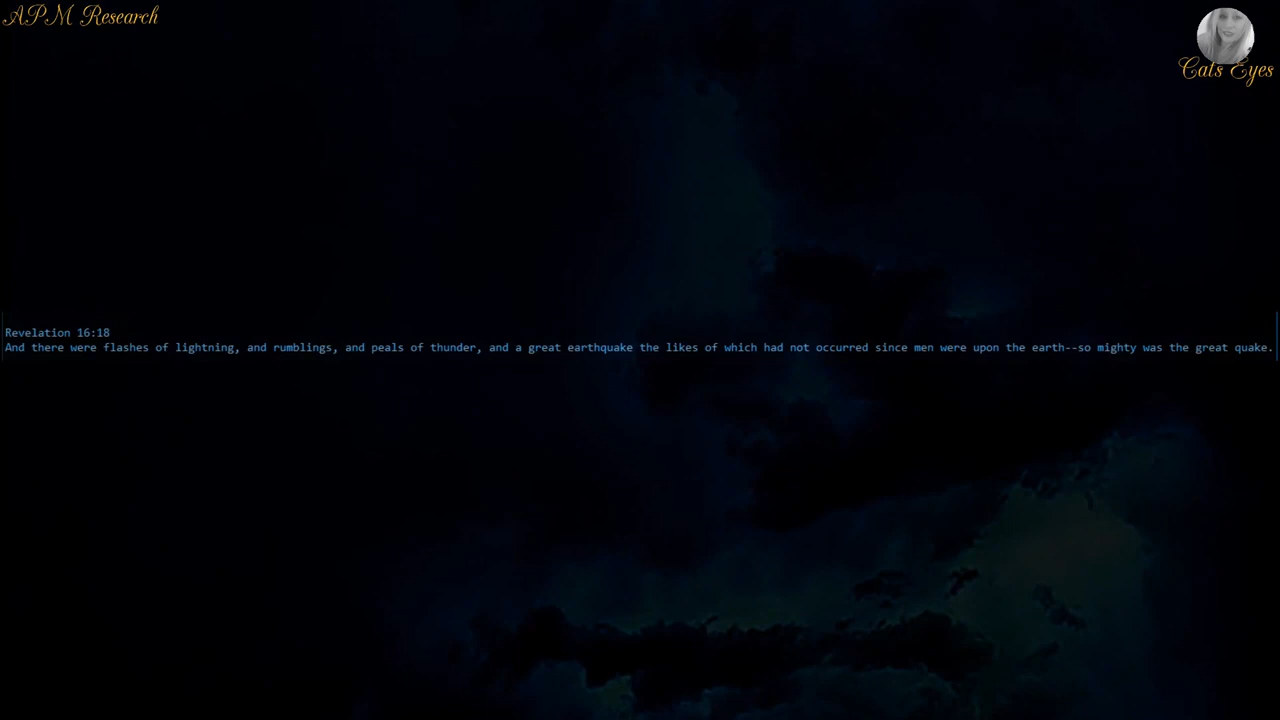 APM Research
Cats Eyes
Revelation 16:18
And there were flashes of lightning, and rumblings, and peals of thunder, and a great earthquake the likes of which had not occurred since men were upon the earth--so mighty was the great quake.